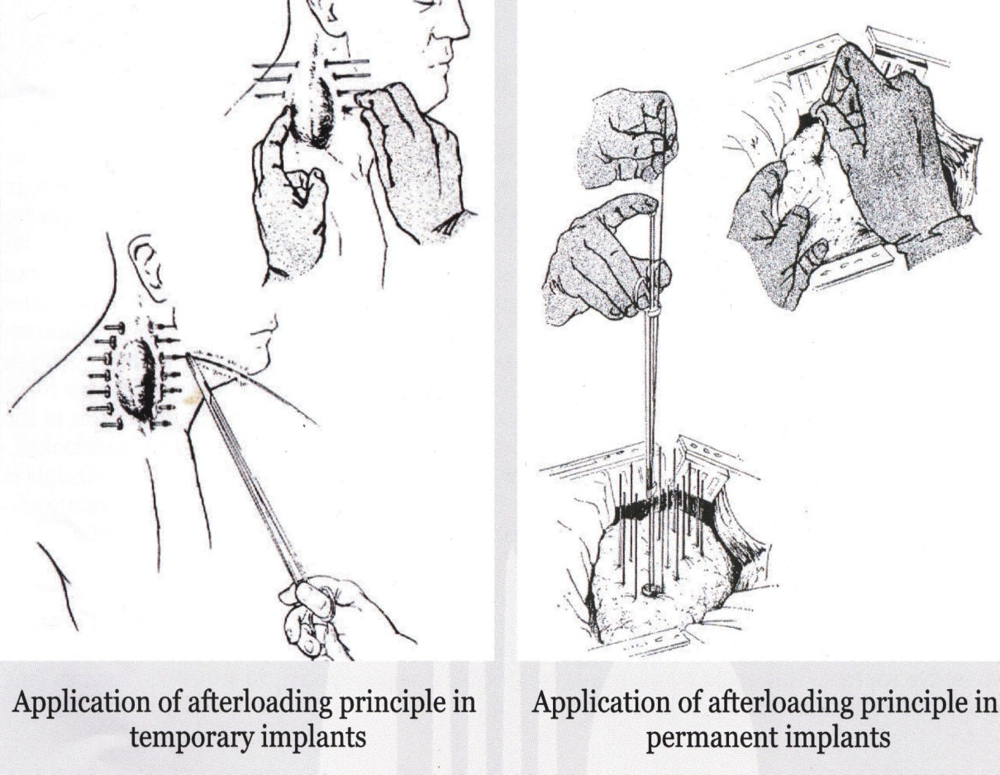 Application of afterloading principle in
temporary implants
Application of afterloading principle in
permanent implants